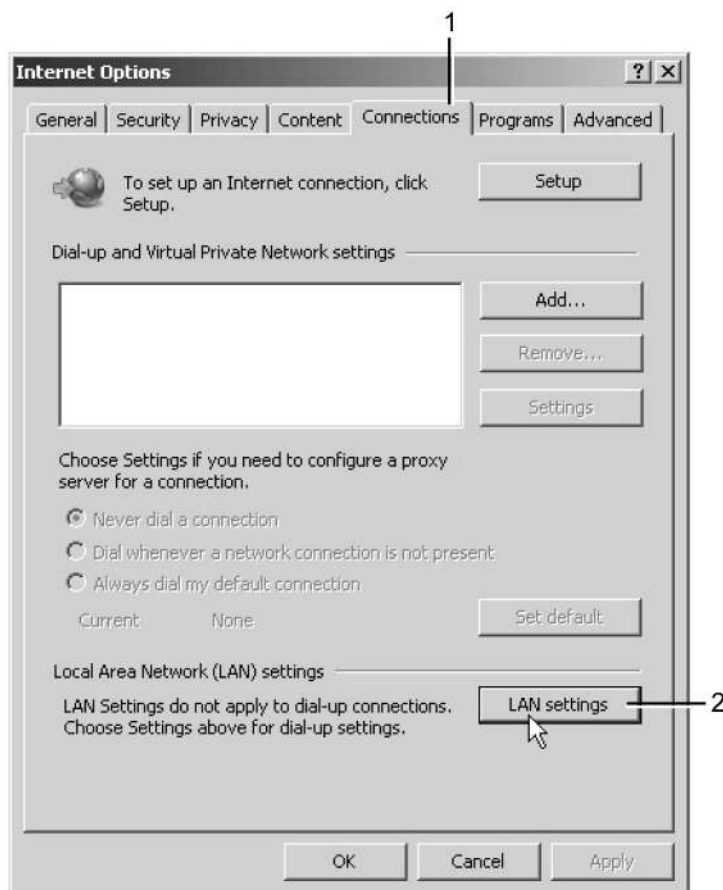 1
Internet Options
General Security Privacy Content Connections Programs Advanced
To set up an Internet connection, click
Setup.
Setup
Dial-up and Virtual Private Network settings
Add...
Remove...
Settings
Choose Settings if you need to configure a proxy
server for a connection.
Never dial a connection
Dial whenever a network connection is not present
Always dial my default connection
Current None
Set default
Local Area Network (LAN) settings
LAN Settings do not apply to dial-up connections.
Choose Settings above for dial-up settings.
LAN settings
2
OK Cancel Apply